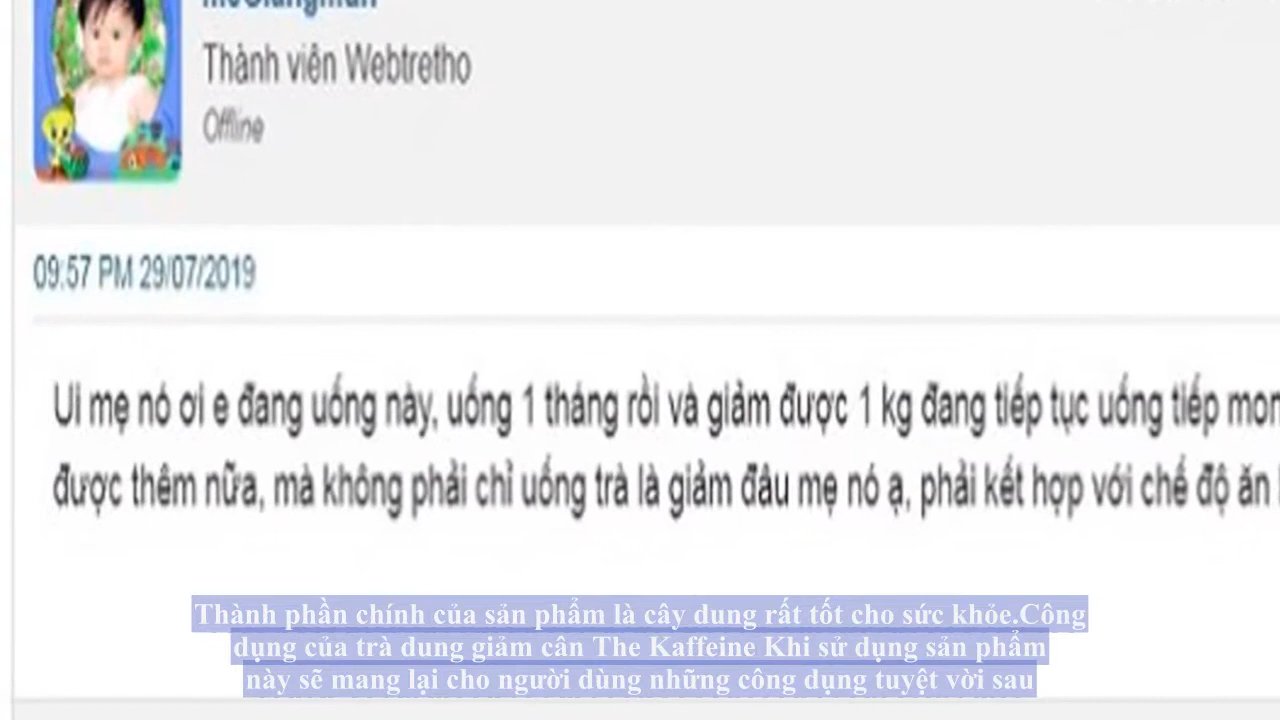 Thành viên Webtretho
Offline
09:57 PM 29/07/2019
Ui mẹ nó ơi e đang uống này, uống 1 tháng rồi và giảm được 1 kg đang tiếp tục uống tiếp
được thêm nữa, mà không phải chỉ uống trà là giảm đâu mẹ nó ạ, phải kết hợp với chế độ ăn
Thành phần chính của sản phẩm là cây dung rất tốt cho sức khỏe.Công
dụng của trà dung giảm cân The Kaffeine Khi sử dụng sản phẩm
này sẽ mang lại cho người dùng những công dụng tuyệt vời sau